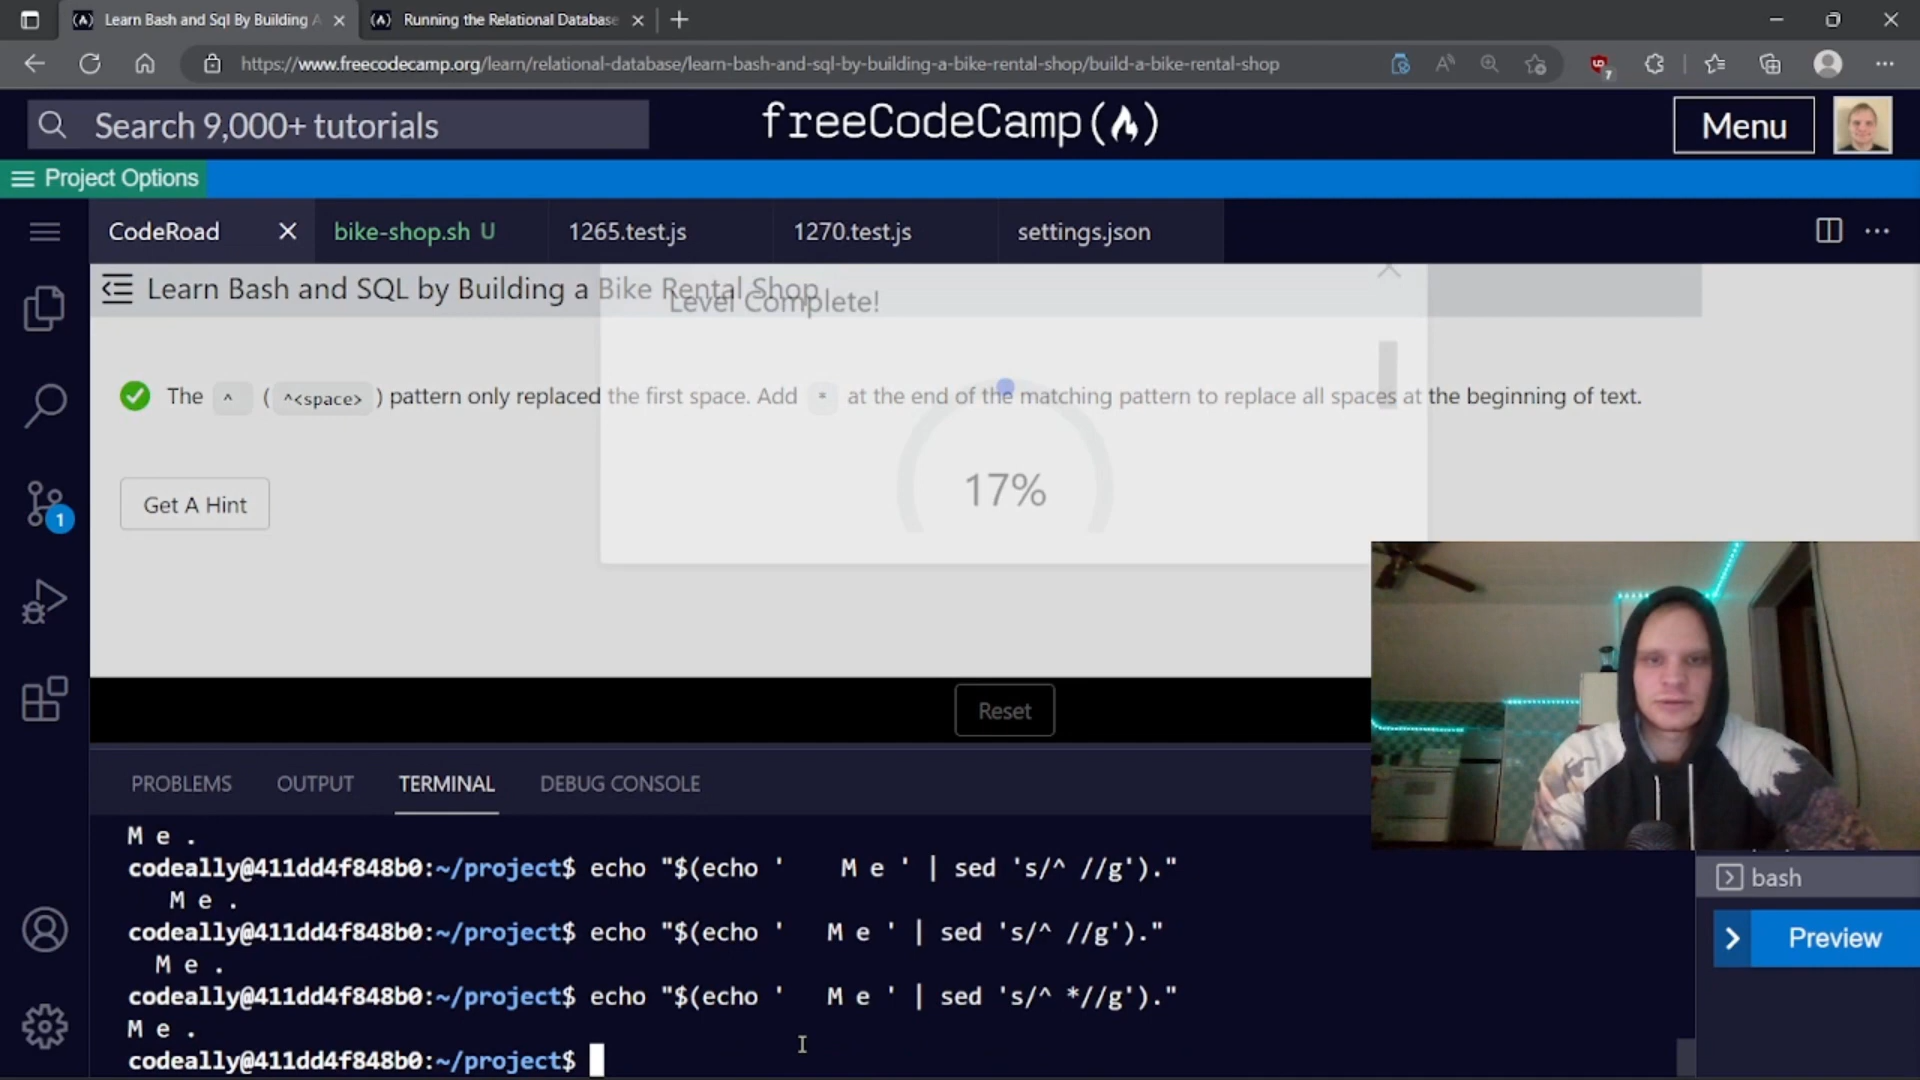 Learn Bash and Sql By Building A
Running the Relational Database
https://www.freecodecamp.org/learn/relational-database/learn-bash-and-sql-by-building-a-bike-rental-shop/build-a-bike-rental-shop
7
Search 9,000+ tutorials
freeCodeCamp(🔥)
Menu
Project Options
CodeRoad
bike-shop.sh U
1265.test.js
1270.test.js
settings.json
Learn Bash and SQL by Building a Bike Rental Shop
Level Complete!
The ^ ( ^<space> ) pattern only replaced the first space. Add * at the end of the matching pattern to replace all spaces at the beginning of text.
17%
Get A Hint
1
Reset
PROBLEMS
OUTPUT
TERMINAL
DEBUG CONSOLE
M e .
codeally@411dd4f848b0:~/project$ echo "$(echo '    M e ' | sed 's/^ //g')."
   M e .
codeally@411dd4f848b0:~/project$ echo "$(echo '   M e ' | sed 's/^ //g')."
  M e .
codeally@411dd4f848b0:~/project$ echo "$(echo '   M e ' | sed 's/^ *//g')."
M e .
codeally@411dd4f848b0:~/project$
bash
Preview